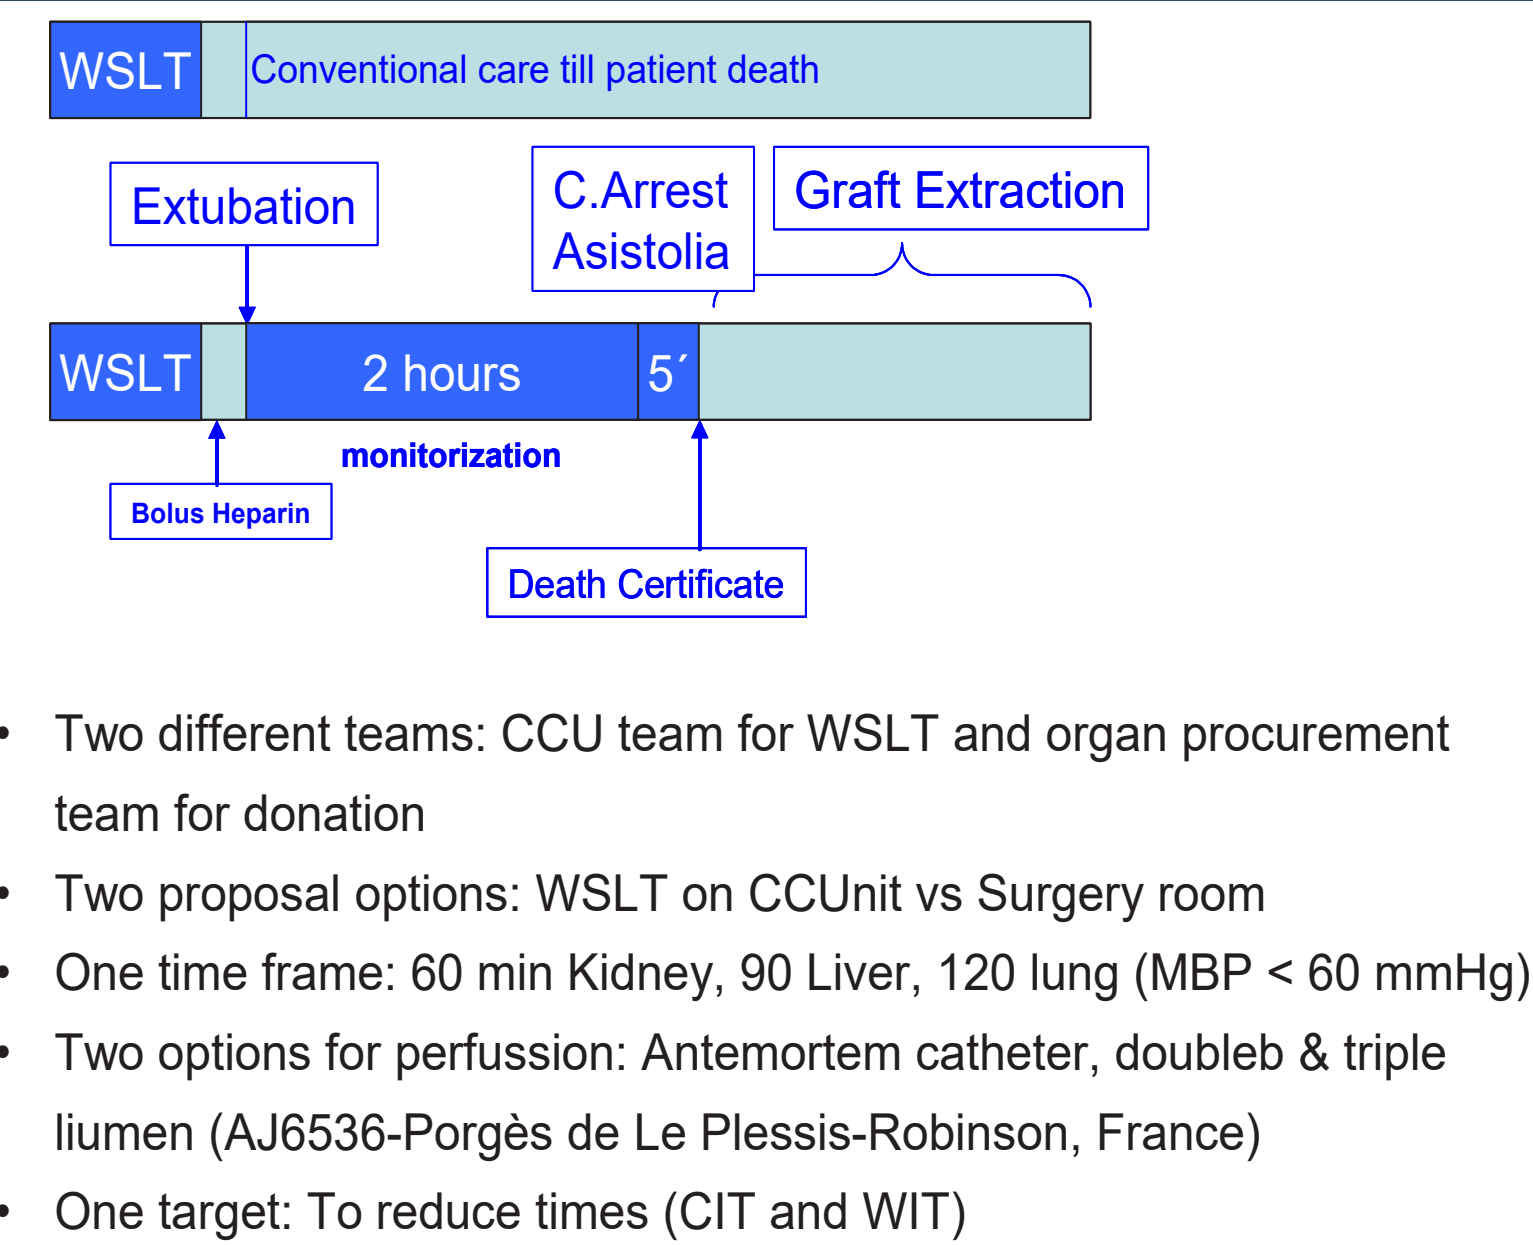 WSLT
Conventional care till patient death
Extubation
C.Arrest
Asistolia
Graft Extraction
WSLT
2 hours
5´
monitorization
Bolus Heparin
Death Certificate
• Two different teams: CCU team for WSLT and organ procurement
team for donation
• Two proposal options: WSLT on CCUnit vs Surgery room
• One time frame: 60 min Kidney, 90 Liver, 120 lung (MBP < 60 mmHg)
• Two options for perfussion: Antemortem catheter, doubleb & triple
liumen (AJ6536-Porgès de Le Plessis-Robinson, France)
• One target: To reduce times (CIT and WIT)